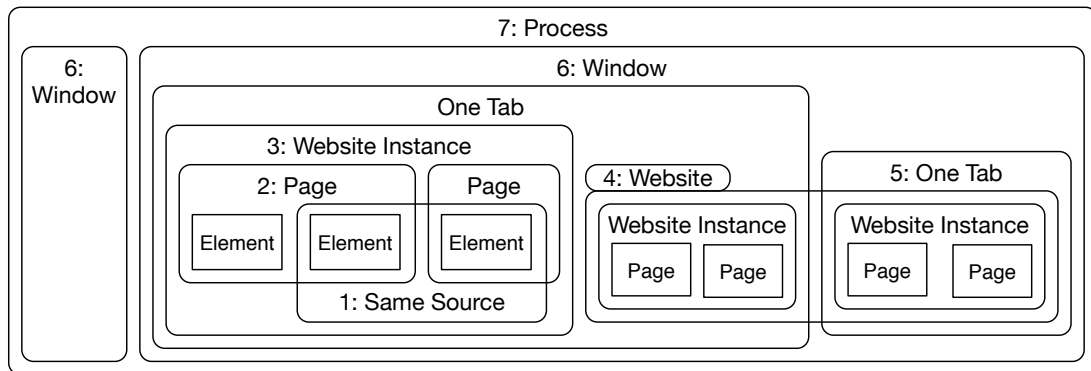 7: Process
6:
Window
6: Window
One Tab
3: Website Instance
2: Page
Page
4: Website
5: One Tab
Element
Element
Element
Website Instance
Website Instance
Page
Page
Page
Page
1: Same Source